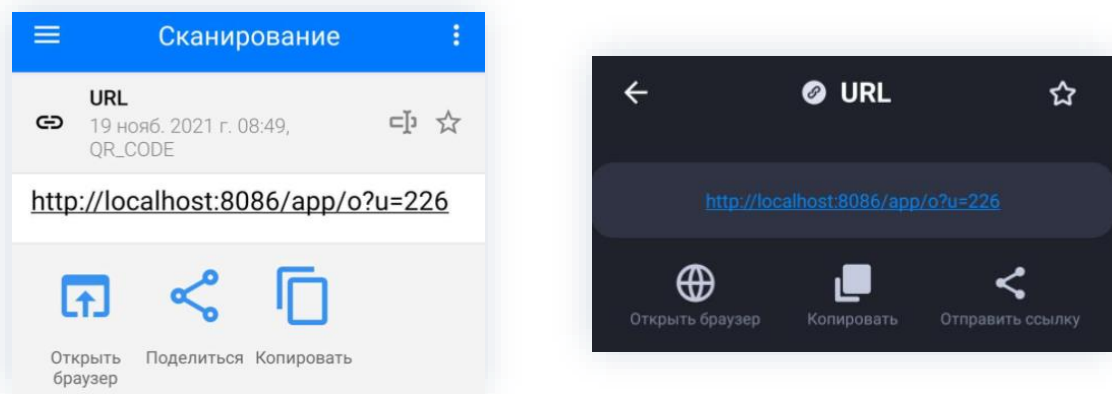 Сканирование
URL
19 нояб. 2021 г. 08:49,
QR_CODE
http://localhost:8086/app/o?u=226
Открыть
браузер
Поделиться
Копировать
URL
http://localhost:8086/app/o?u=226
Открыть браузер
Копировать
Отправить ссылку